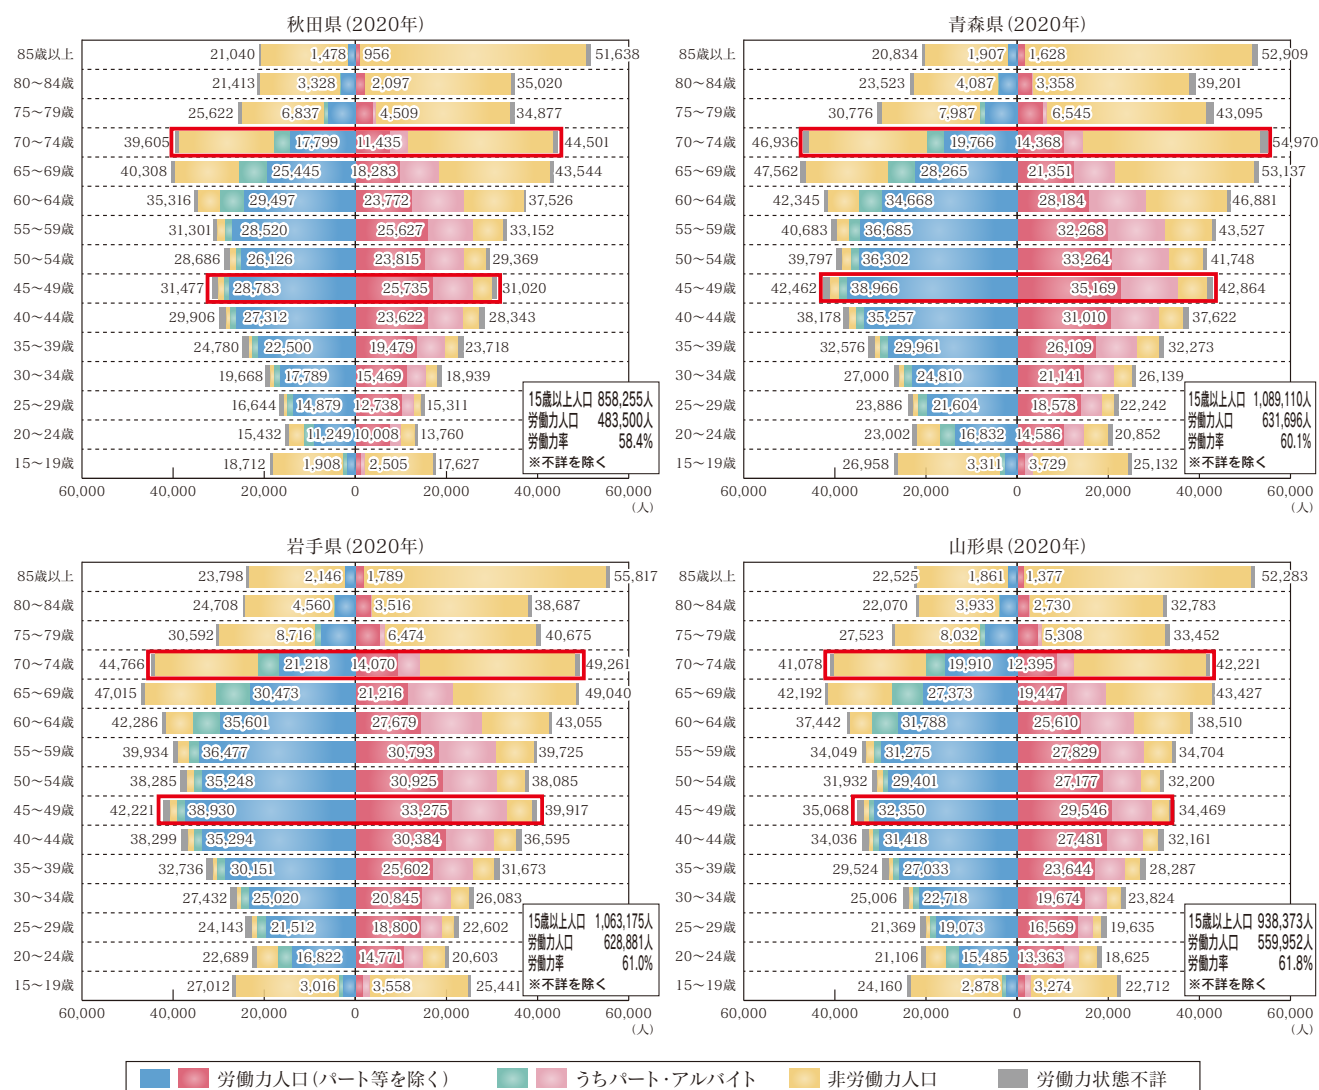 秋田県（2020年）
85歳以上 21,040 1,478 956 51,638
80～84歳 21,413 3,328 2,097 35,020
75～79歳 25,622 6,837 4,509 34,877
70～74歳 39,605 17,799 11,435 44,501
65～69歳 40,308 25,445 18,283 43,544
60～64歳 35,316 29,497 23,772 37,526
55～59歳 31,301 28,520 25,627 33,152
50～54歳 28,686 26,126 23,815 29,369
45～49歳 31,477 28,783 25,735 31,020
40～44歳 29,906 27,312 23,622 28,343
35～39歳 24,780 22,500 19,479 23,718
30～34歳 19,668 17,789 15,469 18,939
25～29歳 16,644 14,879 12,738 15,311
20～24歳 15,432 11,249 10,008 13,760
15～19歳 18,712 1,908 2,505 17,627
15歳以上人口 858,255人
労働力人口 483,500人
労働力率 58.4%
※不詳を除く
60,000 40,000 20,000 0 20,000 40,000 60,000
（人）
青森県（2020年）
85歳以上 20,834 1,907 1,628 52,909
80～84歳 23,523 4,087 3,358 39,201
75～79歳 30,776 7,987 6,545 43,095
70～74歳 46,936 19,766 14,368 54,970
65～69歳 47,562 28,265 21,351 53,137
60～64歳 42,345 34,668 28,184 46,881
55～59歳 40,683 36,685 32,268 43,527
50～54歳 39,797 36,302 33,264 41,748
45～49歳 42,462 38,966 35,169 42,864
40～44歳 38,178 35,257 31,010 37,622
35～39歳 32,576 29,961 26,109 32,273
30～34歳 27,000 24,810 21,141 26,139
25～29歳 23,886 21,604 18,578 22,242
20～24歳 23,002 16,832 14,586 20,852
15～19歳 26,958 3,311 3,729 25,132
15歳以上人口 1,089,110人
労働力人口 631,696人
労働力率 60.1%
※不詳を除く
60,000 40,000 20,000 0 20,000 40,000 60,000
（人）
岩手県（2020年）
85歳以上 23,798 2,146 1,789 55,817
80～84歳 24,708 4,560 3,516 38,687
75～79歳 30,592 8,716 6,474 40,675
70～74歳 44,766 21,218 14,070 49,261
65～69歳 47,015 30,473 21,216 49,040
60～64歳 42,286 35,601 27,679 43,055
55～59歳 39,934 36,477 30,793 39,725
50～54歳 38,285 35,248 30,925 38,085
45～49歳 42,221 38,930 33,275 39,917
40～44歳 38,299 35,294 30,384 36,595
35～39歳 32,736 30,151 25,602 31,673
30～34歳 27,432 25,020 20,845 26,083
25～29歳 24,143 21,512 18,800 22,602
20～24歳 22,689 16,822 14,771 20,603
15～19歳 27,012 3,016 3,558 25,441
15歳以上人口 1,063,175人
労働力人口 628,881人
労働力率 61.0%
※不詳を除く
60,000 40,000 20,000 0 20,000 40,000 60,000
（人）
山形県（2020年）
85歳以上 22,525 1,861 1,377 52,283
80～84歳 22,070 3,933 2,730 32,783
75～79歳 27,523 8,032 5,308 33,452
70～74歳 41,078 19,910 12,395 42,221
65～69歳 42,192 27,373 19,447 43,427
60～64歳 37,442 31,788 25,610 38,510
55～59歳 34,049 31,275 27,829 34,704
50～54歳 31,932 29,401 27,177 32,200
45～49歳 35,068 32,350 29,546 34,469
40～44歳 34,036 31,418 27,481 32,161
35～39歳 29,524 27,033 23,644 28,287
30～34歳 25,006 22,718 19,674 23,824
25～29歳 21,369 19,073 16,569 19,635
20～24歳 21,106 15,485 13,363 18,625
15～19歳 24,160 2,878 3,274 22,712
15歳以上人口 938,373人
労働力人口 559,952人
労働力率 61.8%
※不詳を除く
60,000 40,000 20,000 0 20,000 40,000 60,000
（人）
労働力人口（パート等を除く） うちパート・アルバイト 非労働力人口 労働力状態不詳